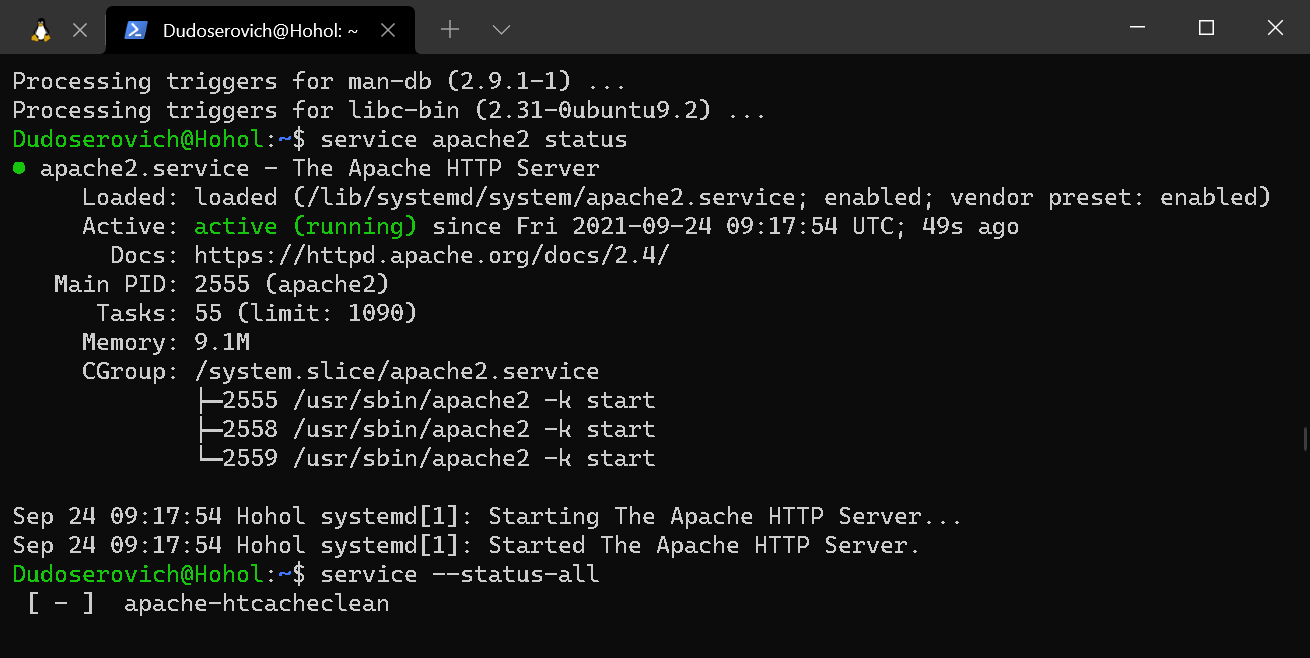 Dudoserovich@Hohol: ~
Processing triggers for man-db (2.9.1-1) ...
Processing triggers for libc-bin (2.31-0ubuntu9.2) ...
Dudoserovich@Hohol:~$ service apache2 status
● apache2.service - The Apache HTTP Server
     Loaded: loaded (/lib/systemd/system/apache2.service; enabled; vendor preset: enabled)
     Active: active (running) since Fri 2021-09-24 09:17:54 UTC; 49s ago
       Docs: https://httpd.apache.org/docs/2.4/
   Main PID: 2555 (apache2)
      Tasks: 55 (limit: 1090)
     Memory: 9.1M
     CGroup: /system.slice/apache2.service
             ├─2555 /usr/sbin/apache2 -k start
             ├─2558 /usr/sbin/apache2 -k start
             └─2559 /usr/sbin/apache2 -k start
Sep 24 09:17:54 Hohol systemd[1]: Starting The Apache HTTP Server...
Sep 24 09:17:54 Hohol systemd[1]: Started The Apache HTTP Server.
Dudoserovich@Hohol:~$ service --status-all
 [ - ]  apache-htcacheclean